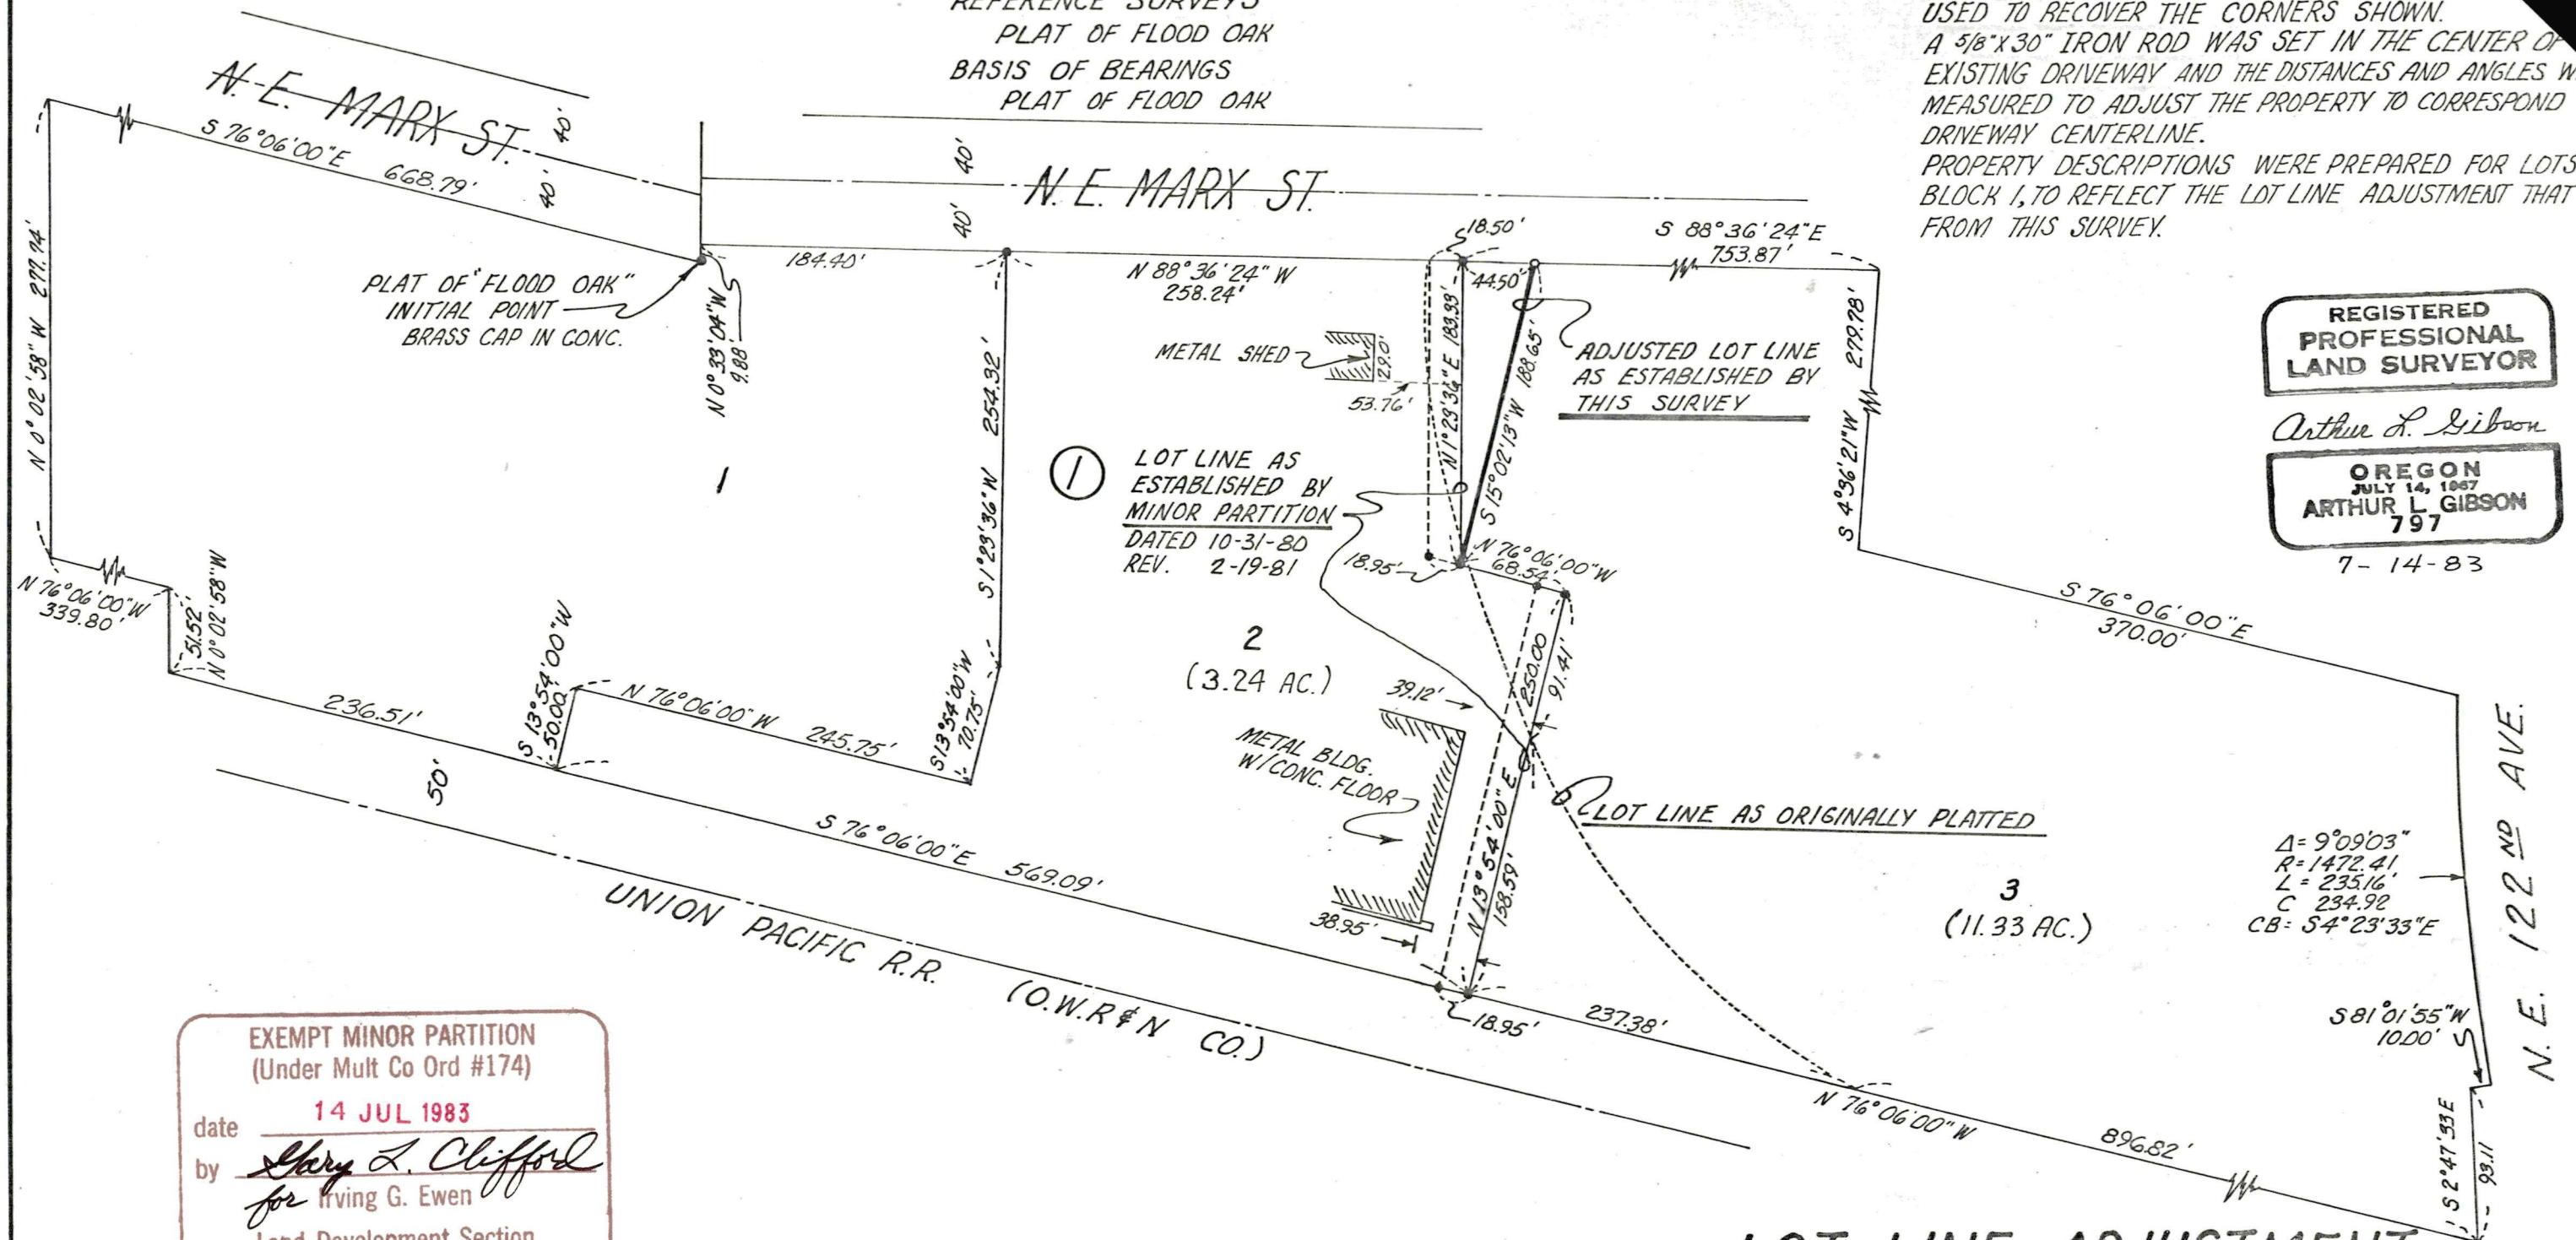 REFERENCE SURVEYS
PLAT OF FLOOD OAK
BASIS OF BEARINGS
PLAT OF FLOOD OAK
USED TO RECOVER THE CORNERS SHOWN.
A 5/8"X30" IRON ROD WAS SET IN THE CENTER OF
EXISTING DRIVEWAY AND THE DISTANCES AND ANGLES W
MEASURED TO ADJUST THE PROPERTY TO CORRESPOND
DRIVEWAY CENTERLINE.
PROPERTY DESCRIPTIONS WERE PREPARED FOR LOTS
BLOCK 1, TO REFLECT THE LOT LINE ADJUSTMENT THAT
FROM THIS SURVEY.
N.E. MARX ST.
40'
40'
S 76°06'00"E
668.79'
N.E. MARX ST.
40'
40'
N 0°02'58" W 277.74'
PLAT OF "FLOOD OAK"
INITIAL POINT
BRASS CAP IN CONC.
184.40'
N 0°33'04"W
9.88'
N 88°36'24" W
258.24'
18.50'
44.50'
S 88°36'24"E
753.87'
METAL SHED
29.0'
53.76'
N 1°23'36"E 183.93'
S 15°02'13"W 188.65'
ADJUSTED LOT LINE
AS ESTABLISHED BY
THIS SURVEY
S 4°36'21"W 279.78'
REGISTERED
PROFESSIONAL
LAND SURVEYOR
Arthur L. Gibson
OREGON
JULY 14, 1967
ARTHUR L GIBSON
797
7-14-83
1
S 1°23'36"W 254.32'
1
LOT LINE AS
ESTABLISHED BY
MINOR PARTITION
DATED 10-31-80
REV. 2-19-81
18.95'
N 76°06'00"W
68.54'
N 76°06'00"W
339.80'
51.52'
N 0°02'58"W
S 76°06'00"E
370.00'
2
(3.24 AC.)
236.51'
S 13°54'00"W
50.00'
N 76°06'00"W
245.75'
S 13°54'00"W
70.75'
39.12'
250.00
91.41'
METAL BLDG.
W/CONC. FLOOR
N 13°54'00" E
158.59'
38.95'
LOT LINE AS ORIGINALLY PLATTED
50'
S 76°06'00"E 569.09'
UNION PACIFIC R.R. (O.W.R & N CO.)
18.95'
237.38'
3
(11.33 AC.)
Δ= 9°09'03"
R= 1472.41
L = 235.16'
C 234.92
CB= S4°23'33"E
N.E. 122ND AVE.
S81°01'55"W
10.00'
N 76°06'00"W
896.82'
S 2°47'33E
93.11
EXEMPT MINOR PARTITION
(Under Mult Co Ord #174)
date 14 JUL 1983
by Gary L. Clifford
for Irving G. Ewen
Land Development Section
LOT LINE ADJUSTMENT